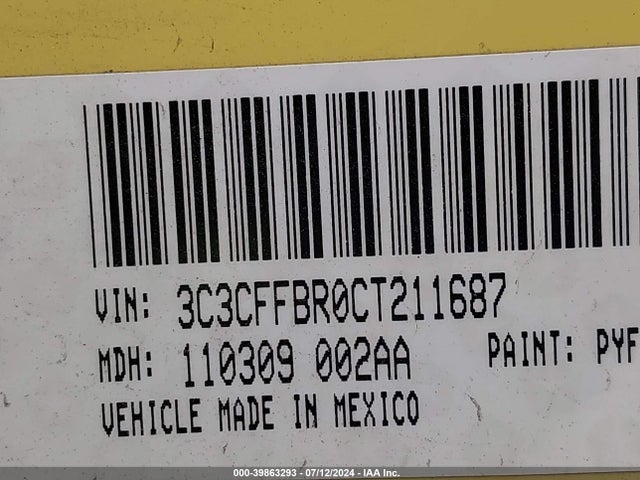 VIN: 3C3CFFBR0CT211687
MDH: 110309 002AA PAINT: PYF
VEHICLE MADE IN MEXICO
000-39863293 - 07/12/2024 - IAA Inc.